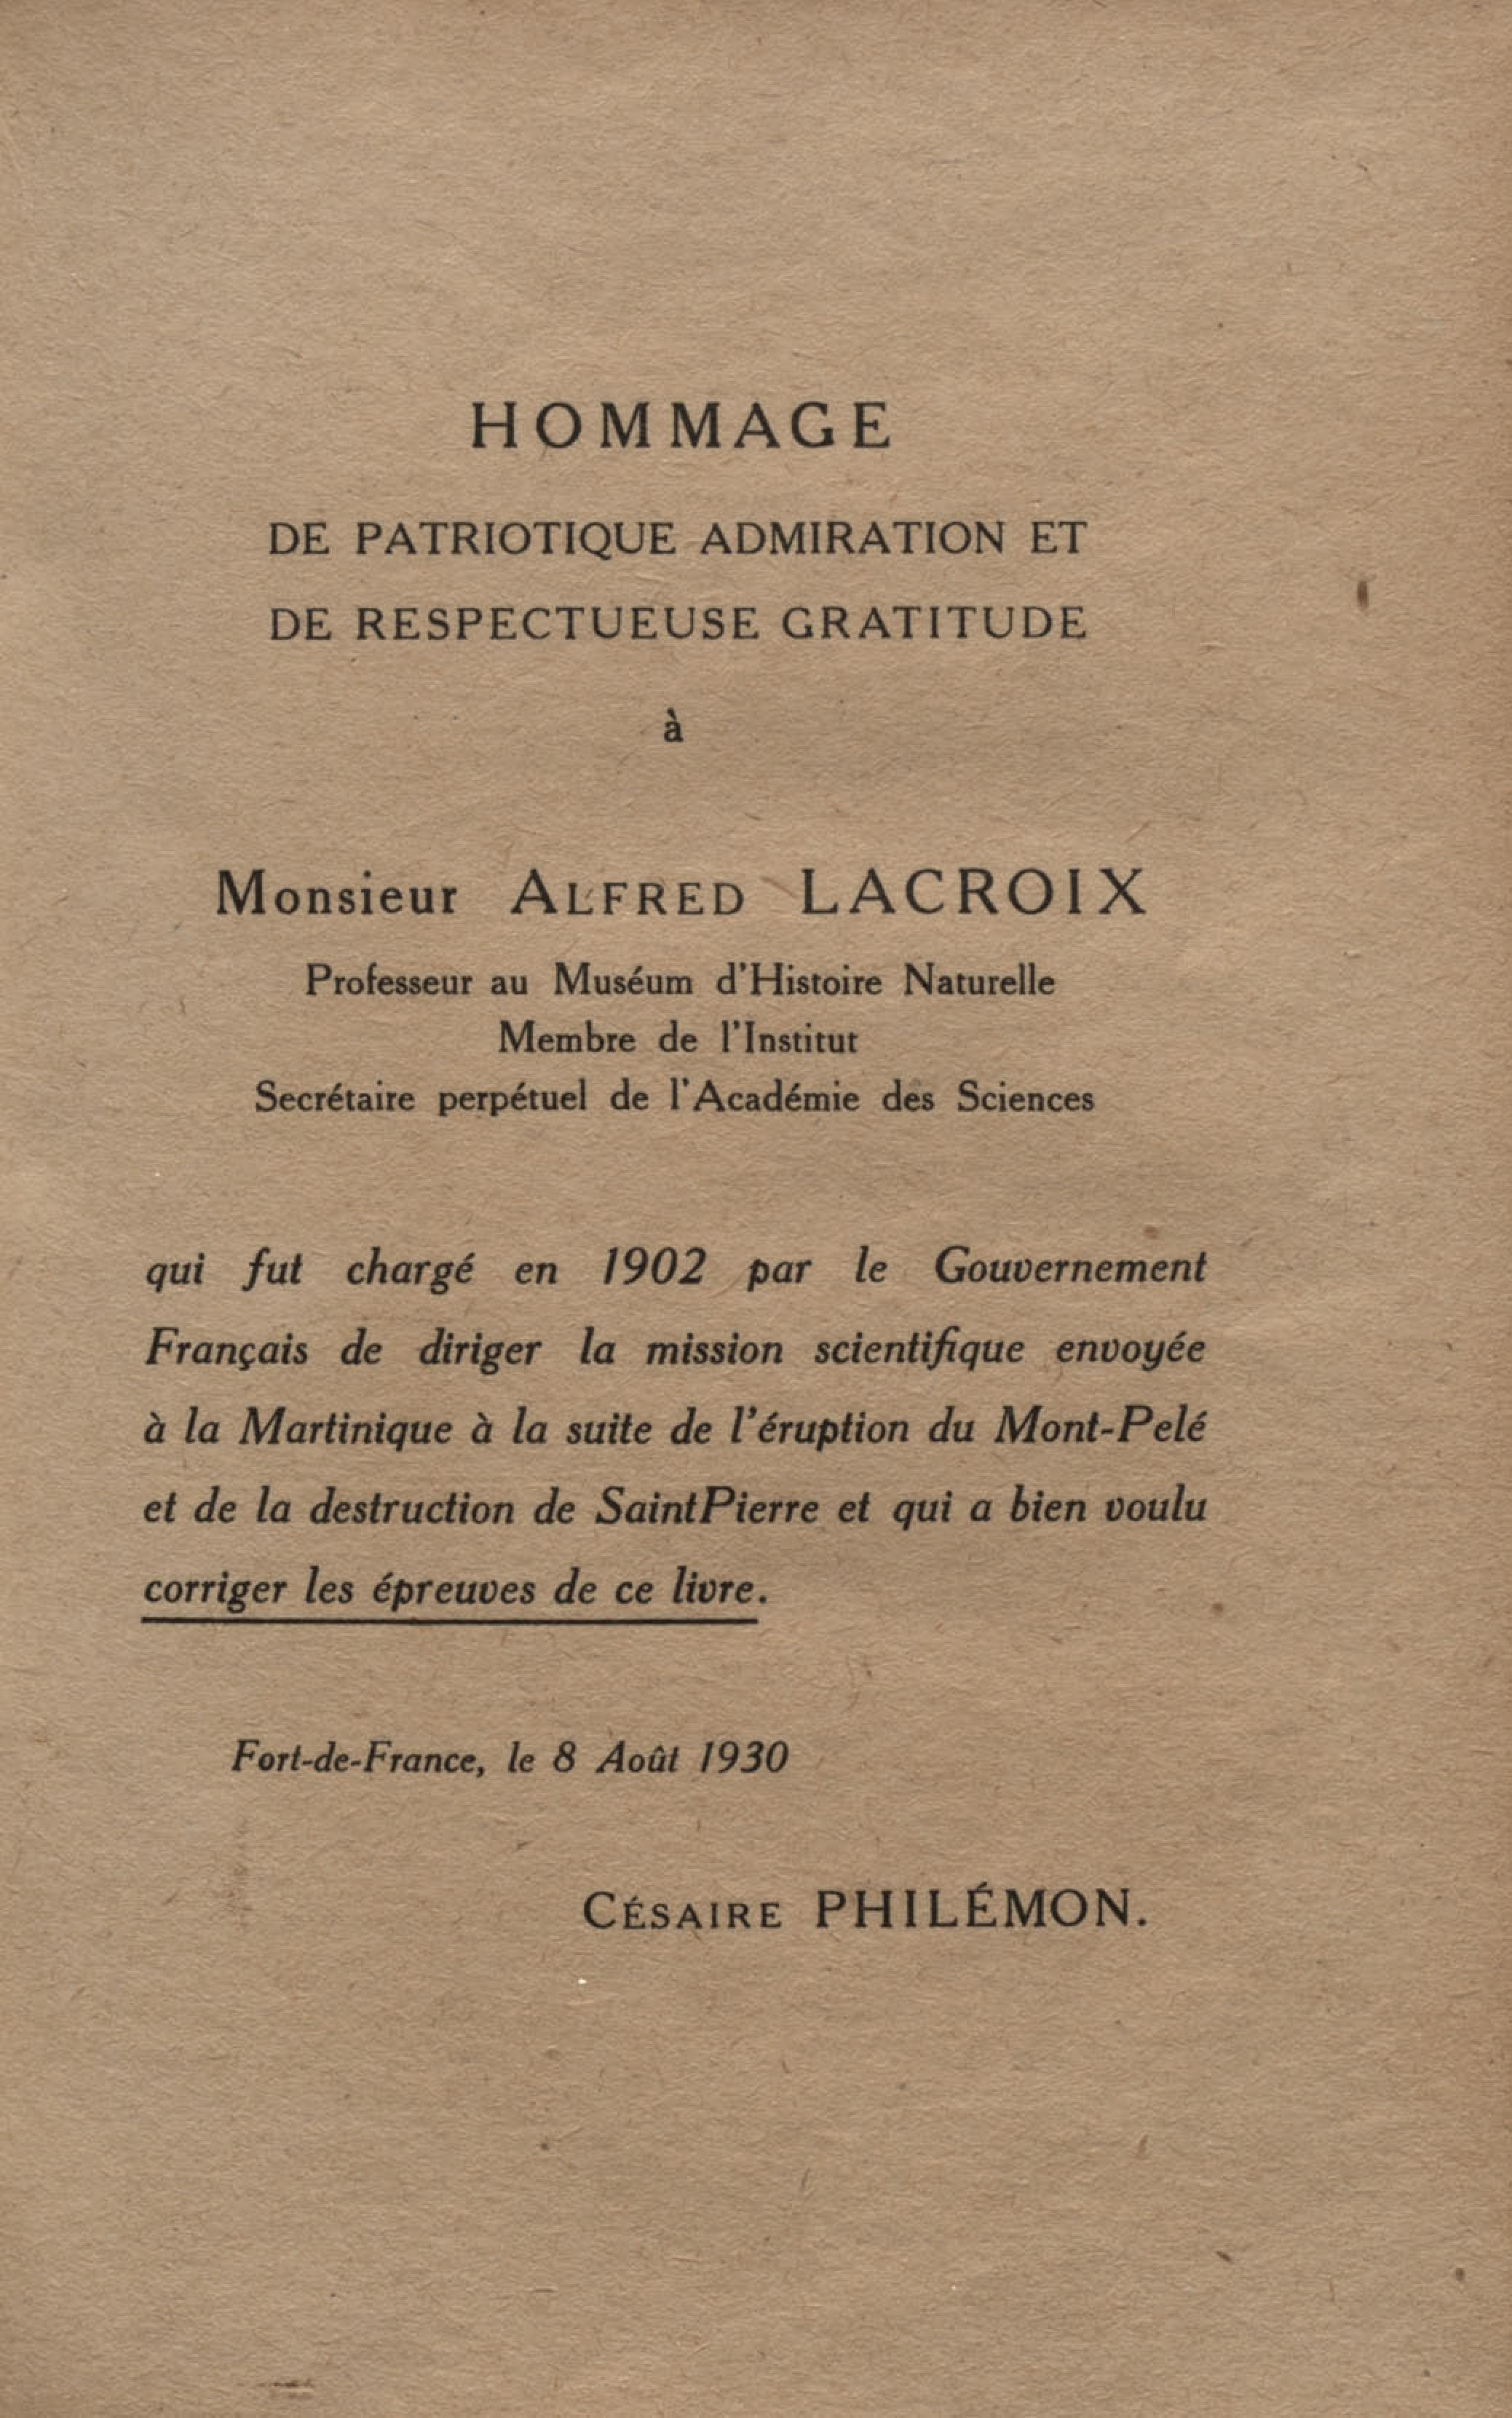 HOMMAGE
DE PATRIOTIQUE ADMIRATION ET
DE RESPECTUEUSE GRATITUDE
à
Monsieur ALFRED LACROIX
Professeur au Muséum d'Histoire Naturelle
Membre de l'Institut
Secrétaire perpétuel de l'Académie des Sciences
qui fut chargé en 1902 par le Gouvernement
Français de diriger la mission scientifique envoyée
à la Martinique à la suite de l'éruption du Mont-Pelé
et de la destruction de SaintPierre et qui a bien voulu
corriger les épreuves de ce livre.
Fort-de-France, le 8 Août 1930
CÉSAIRE PHILÉMON.